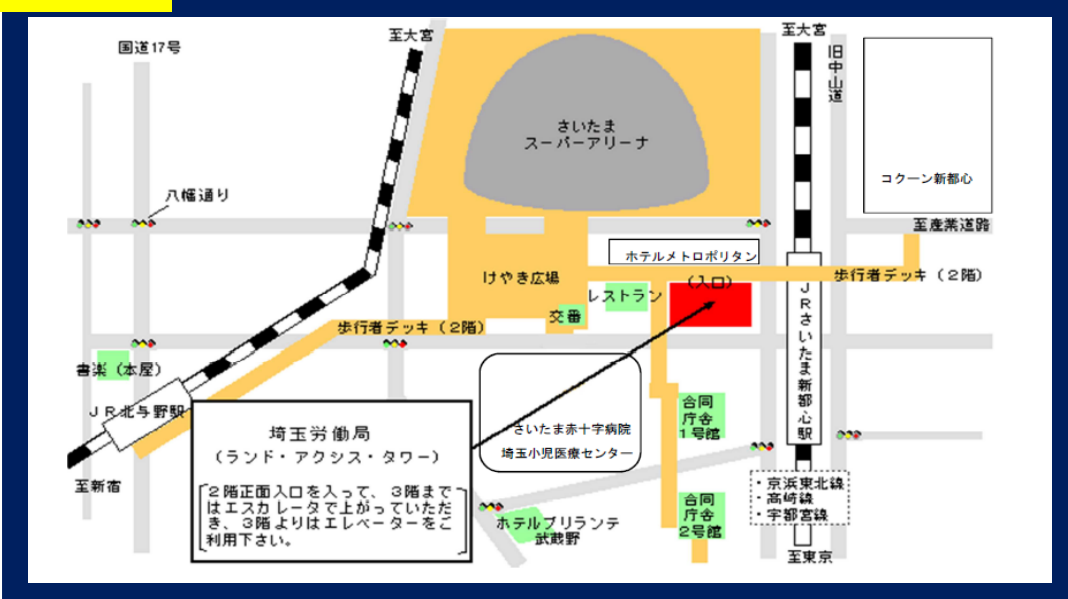 国道17号
至大宮
至大宮
旧中山道
さいたま
スーパーアリーナ
コクーン新都心
八幡通り
至産業道路
ホテルメトロポリタン
けやき広場
(入口)
歩行者デッキ(2階)
レストラン
交番
歩行者デッキ(2階)
JRさいたま新都心駅
書楽(本屋)
JR北与野駅
合同
庁舎
1号館
さいたま赤十字病院
埼玉小児医療センター
埼玉労働局
(ランド・アクシス・タワー)
2階正面入口を入って、3階まで
はエスカレータで上がっていただ
き、3階よりはエレベーターをご
利用下さい。
至新宿
・京浜東北線
・高崎線
・宇都宮線
合同
庁舎
2号館
ホテルブリランテ
武蔵野
至東京